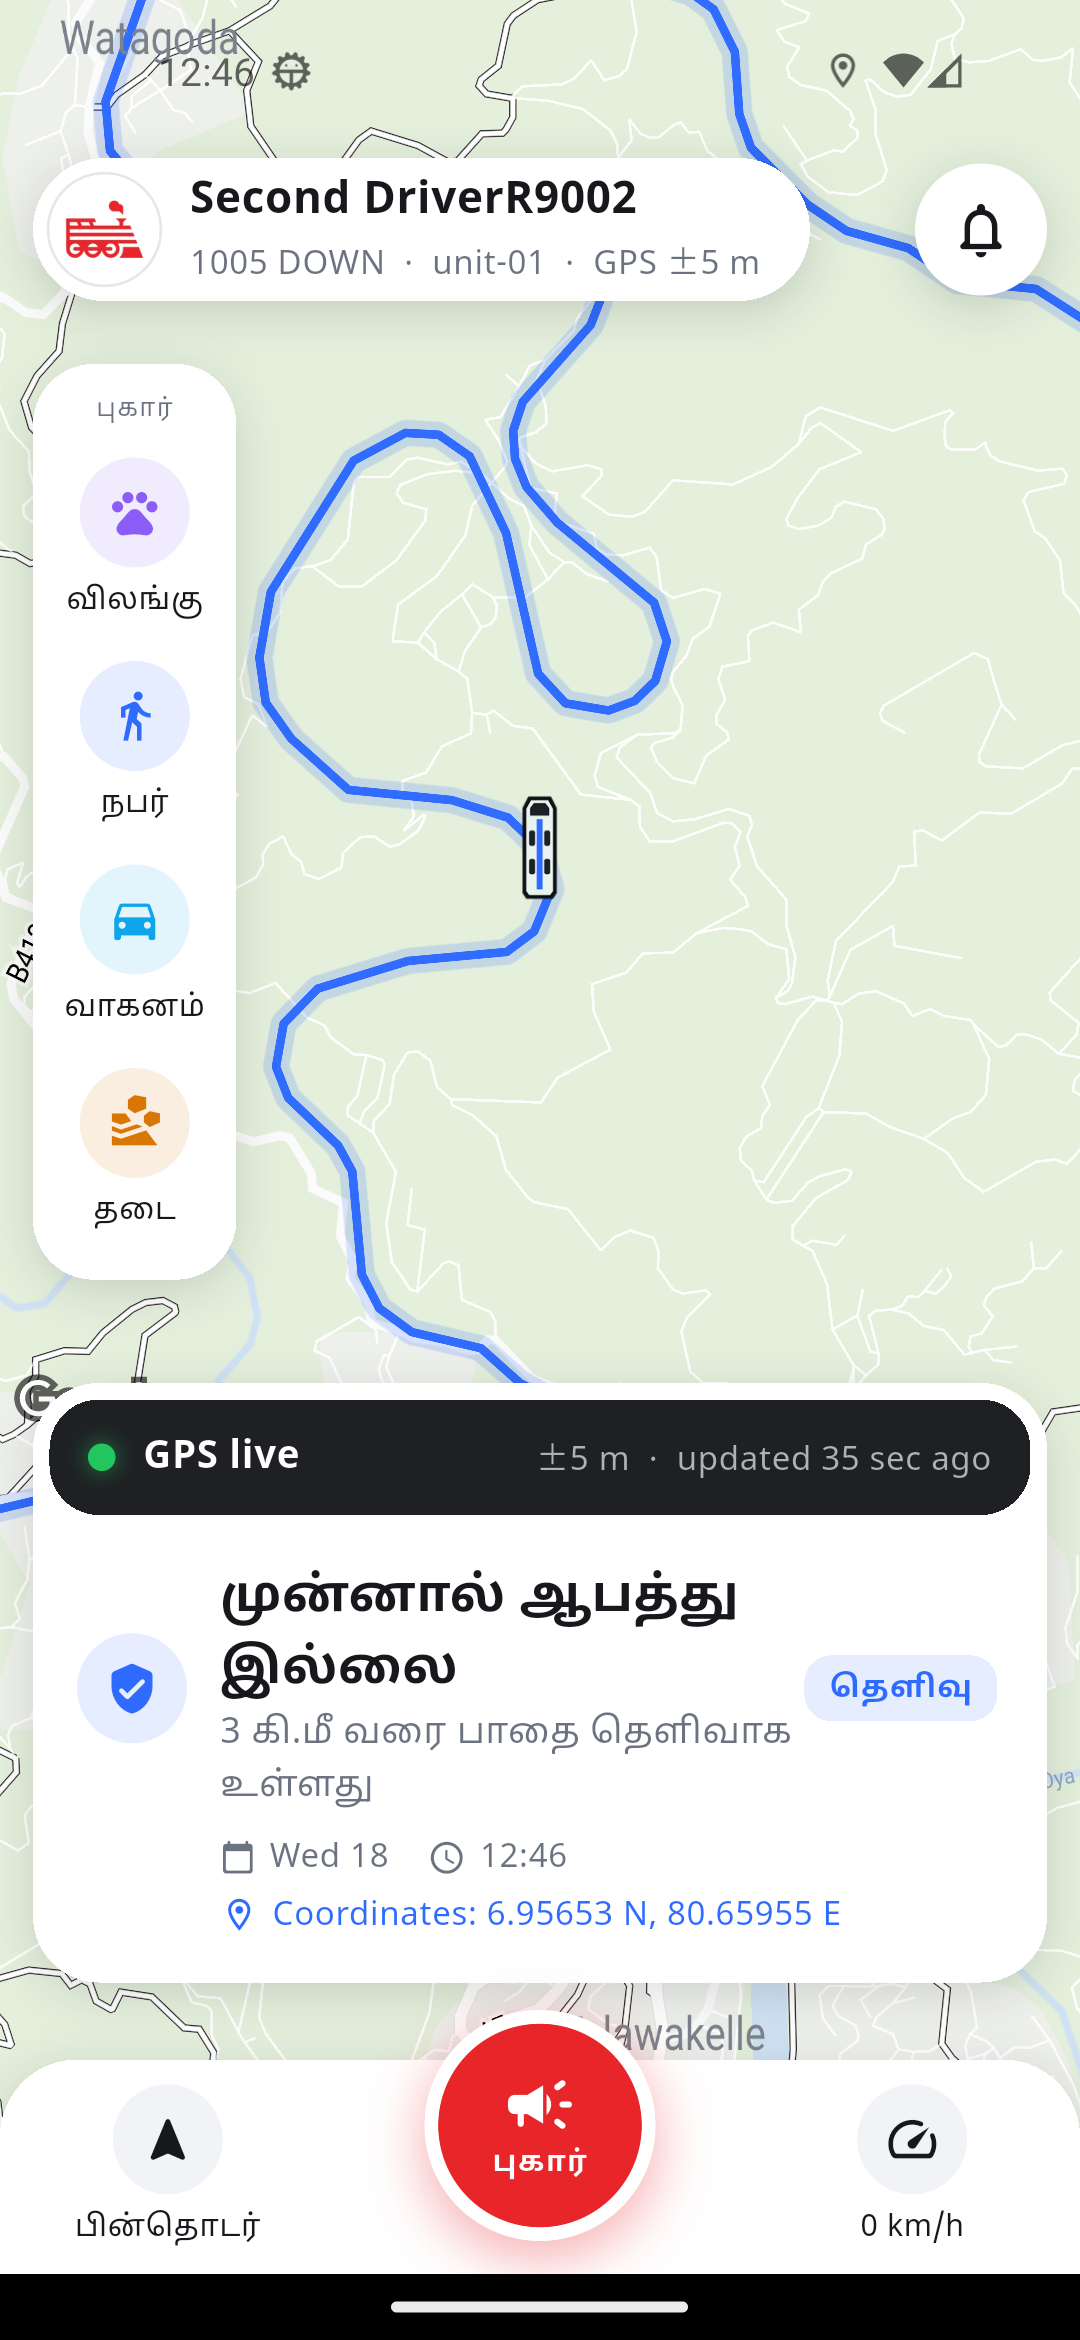 Watagoda
12:46
Second DriverR9002
1005 DOWN · unit-01 · GPS ±5 m
புகார்
விலங்கு
நபர்
வாகனம்
தடை
GPS live
±5 m · updated 35 sec ago
முன்னால் ஆபத்து
இல்லை
தெளிவு
3 கி.மீ வரை பாதை தெளிவாக
உள்ளது
Wed 18 12:46
Coordinates: 6.95653 N, 80.65955 E
புகார்
பின்தொடர்
0 km/h